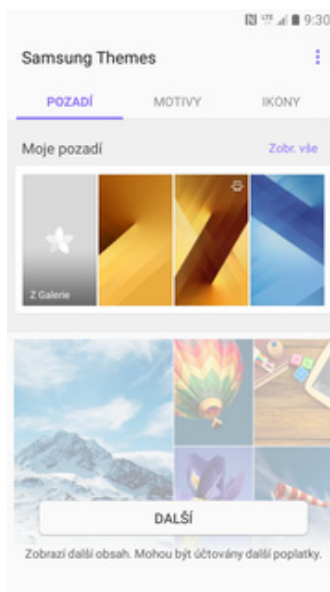 LTE 9:30
Samsung Themes
POZADÍ MOTIVY IKONY
Moje pozadí Zobr. vše
Z Galerie
DALŠÍ
Zobrazí další obsah. Mohou být účtovány další poplatky.